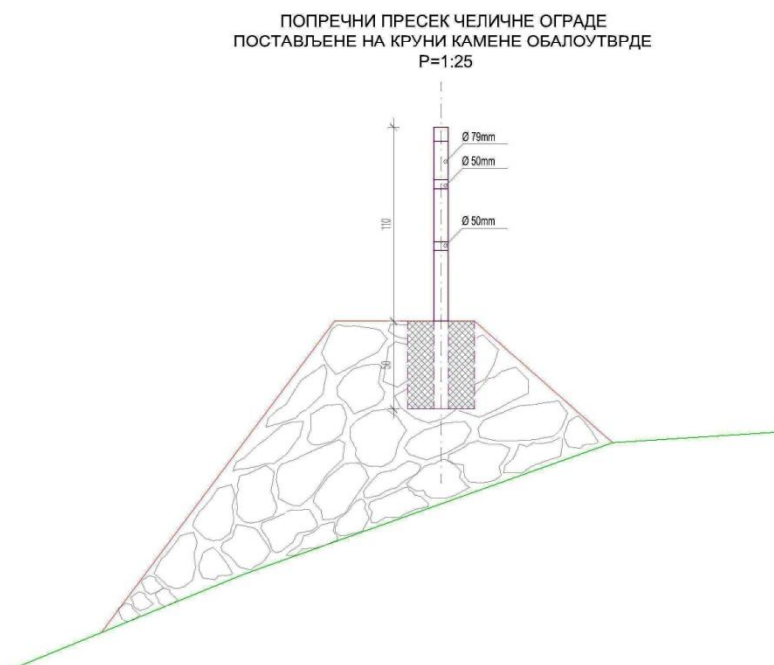 ПОПРЕЧНИ ПРЕСЕК ЧЕЛИЧНЕ ОГРАДЕ
ПОСТАВЉЕНЕ НА КРУНИ КАМЕНЕ ОБАЛОУТВРДЕ
Р=1:25
Ø 79mm
Ø 50mm
Ø 50mm
110
50